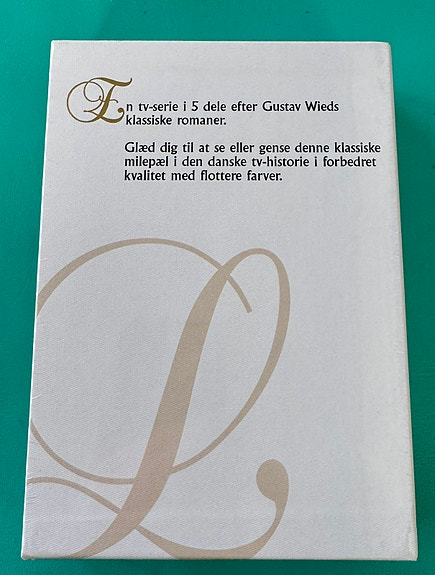 En tv-serie i 5 dele efter Gustav Wieds
klassiske romaner.
Glæd dig til at se eller gense denne klassiske
milepæl i den danske tv-historie i forbedret
kvalitet med flottere farver.
L